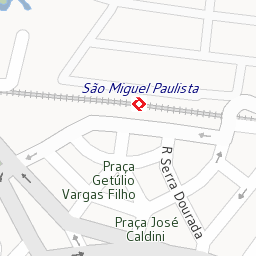 São Miguel Paulista
Praça
Getúlio
Vargas Filho
R Serra Dourada
Praça José
Caldini